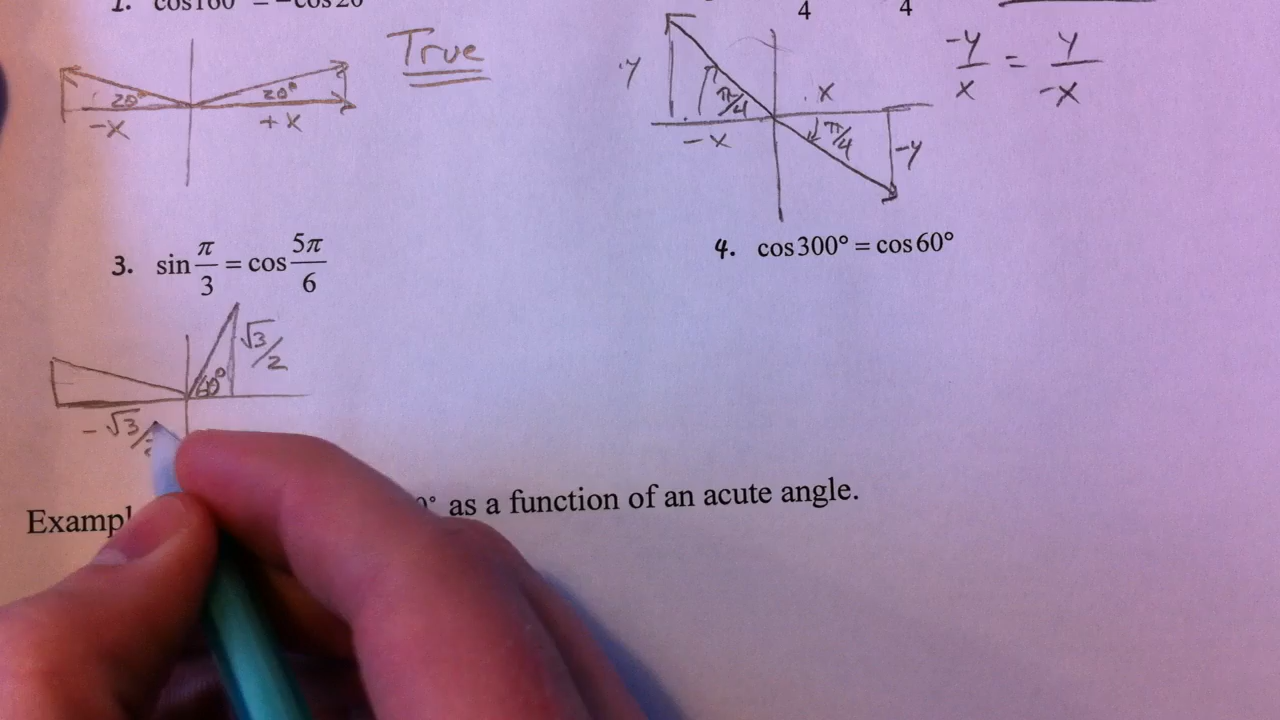 1. cos160° = -cos20°
True
20° 20°
-x +x
4 4
y
π/4
x
-x
π/4
-y
-y/x = y/-x
3. sin π/3 = cos 5π/6
4. cos300° = cos60°
√3/2
60°
-√3/
Exampl
as a function of an acute angle.